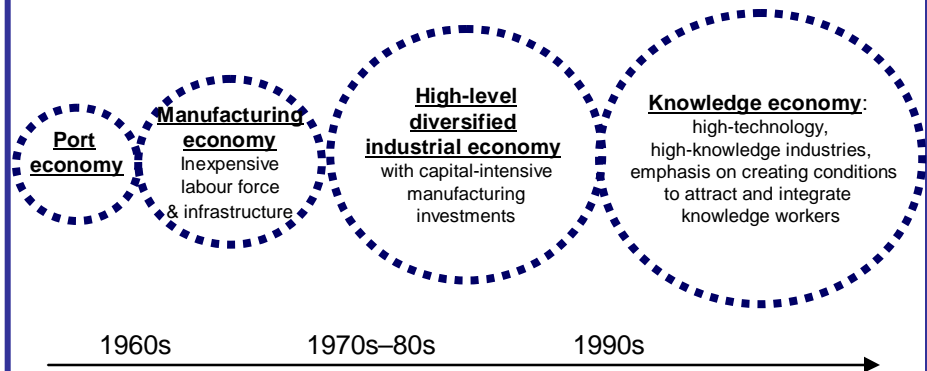 Port
economy
Manufacturing
economy
Inexpensive
labour force
& infrastructure
High-level
diversified
industrial economy
with capital-intensive
manufacturing
investments
Knowledge economy:
high-technology,
high-knowledge industries,
emphasis on creating conditions
to attract and integrate
knowledge workers
1960s
1970s–80s
1990s